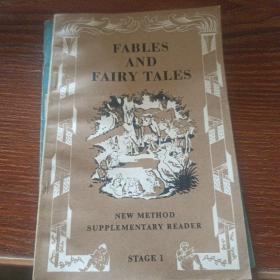 FABLES
AND
FAIRY TALES
NEW METHOD
SUPPLEMENTARY READER
STAGE 1